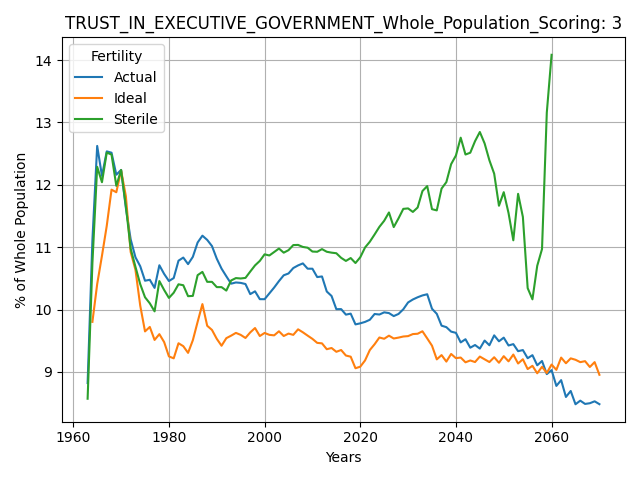 TRUST_IN_EXECUTIVE_GOVERNMENT_Whole_Population_Scoring: 3
Fertility
Actual
Ideal
Sterile
% of Whole Population
14
13
12
11
10
9
1960
1980
2000
2020
2040
2060
Years